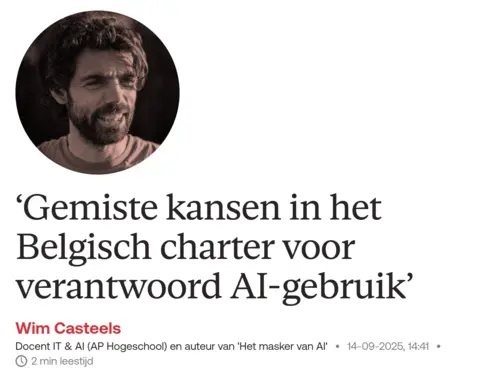 ‘Gemiste kansen in het
Belgisch charter voor
verantwoord AI-gebruik’
Wim Casteels
Docent IT & AI (AP Hogeschool) en auteur van 'Het masker van AI' • 14-09-2025, 14:41 •
2 min leestijd